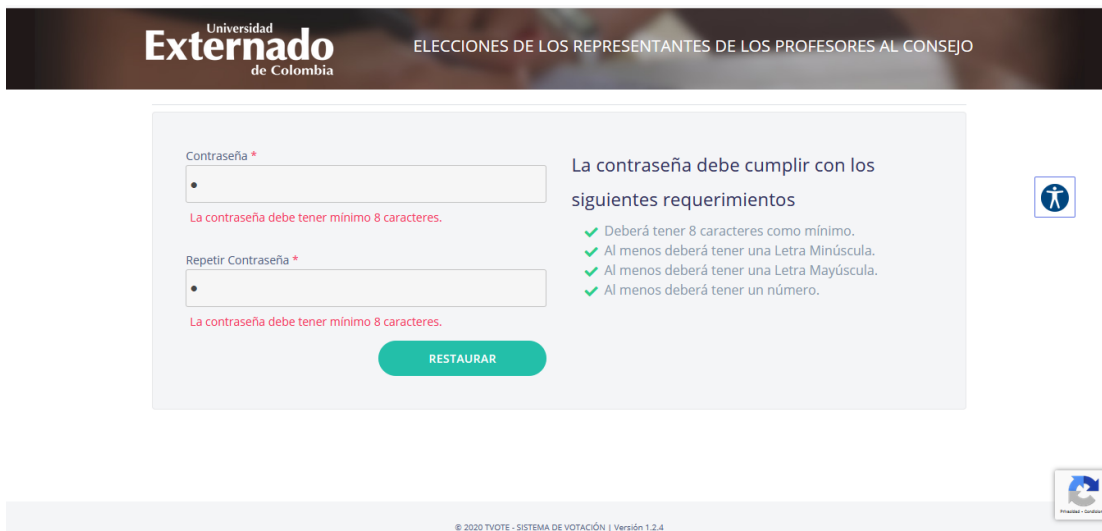 Universidad
Externado
de Colombia
ELECCIONES DE LOS REPRESENTANTES DE LOS PROFESORES AL CONSEJO
Contraseña *
La contraseña debe tener mínimo 8 caracteres.
Repetir Contraseña *
La contraseña debe tener mínimo 8 caracteres.
RESTAURAR
La contraseña debe cumplir con los
siguientes requerimientos
Deberá tener 8 caracteres como mínimo.
Al menos deberá tener una Letra Minúscula.
Al menos deberá tener una Letra Mayúscula.
Al menos deberá tener un número.
© 2020 TVOTE - SISTEMA DE VOTACIÓN | Versión 1.2.4